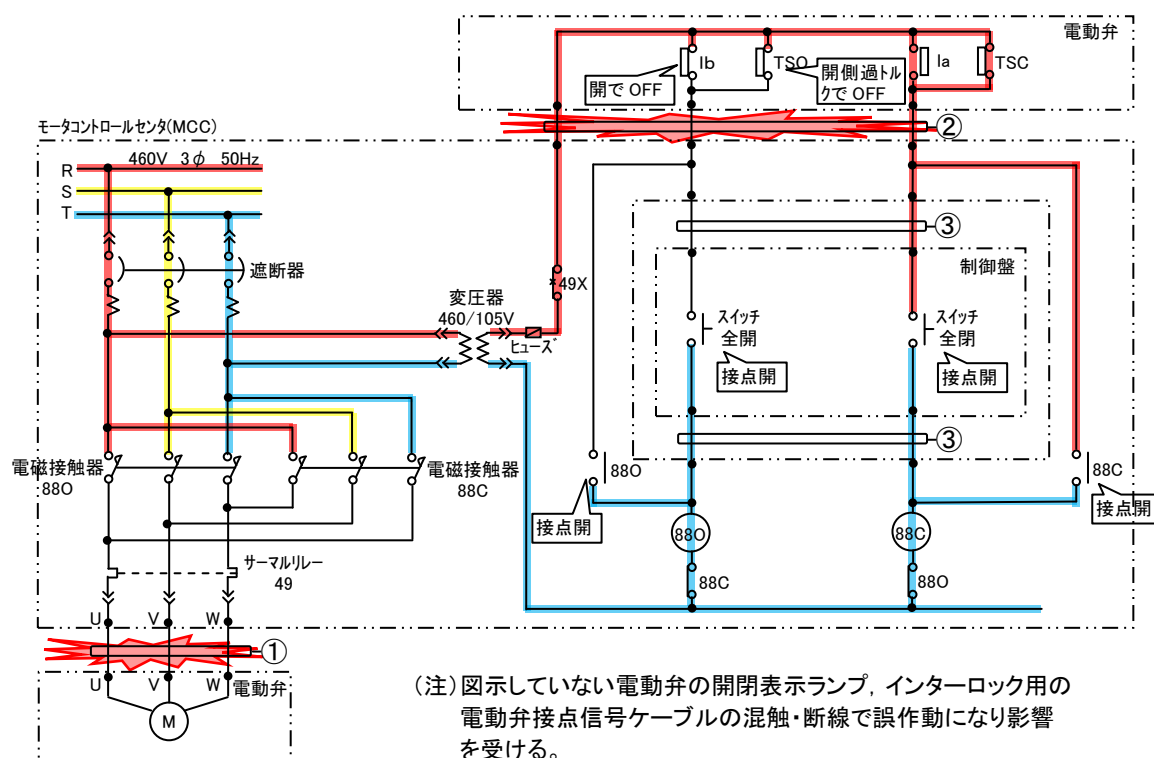 電動弁
Ib
TSO
Ia
TSC
開で OFF
開側過トル
クで OFF
②
モータコントロールセンタ(MCC)
460V 3φ 50Hz
R
S
T
遮断器
変圧器
460/105V
ヒューズ
49X
③
制御盤
スイッチ
全開
接点開
スイッチ
全閉
接点開
③
電磁接触器
88O
電磁接触器
88C
88O
接点開
88C
接点開
88O
88C
88C
88O
サーマルリレー
49
U
V
W
①
U
V
W
電動弁
M
(注)図示していない電動弁の開閉表示ランプ，インターロック用の
電動弁接点信号ケーブルの混触・断線で誤作動になり影響
を受ける。